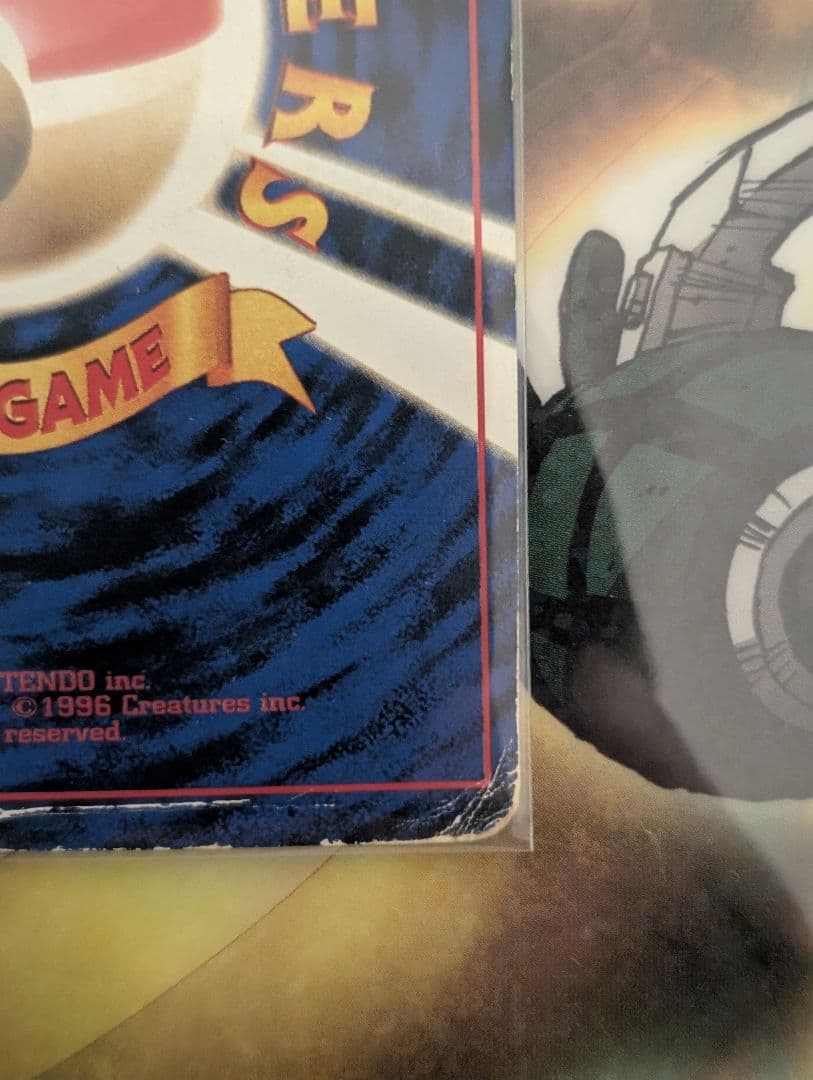 ERS
GAME
TENDO inc.
©1996 Creatures inc.
reserved.